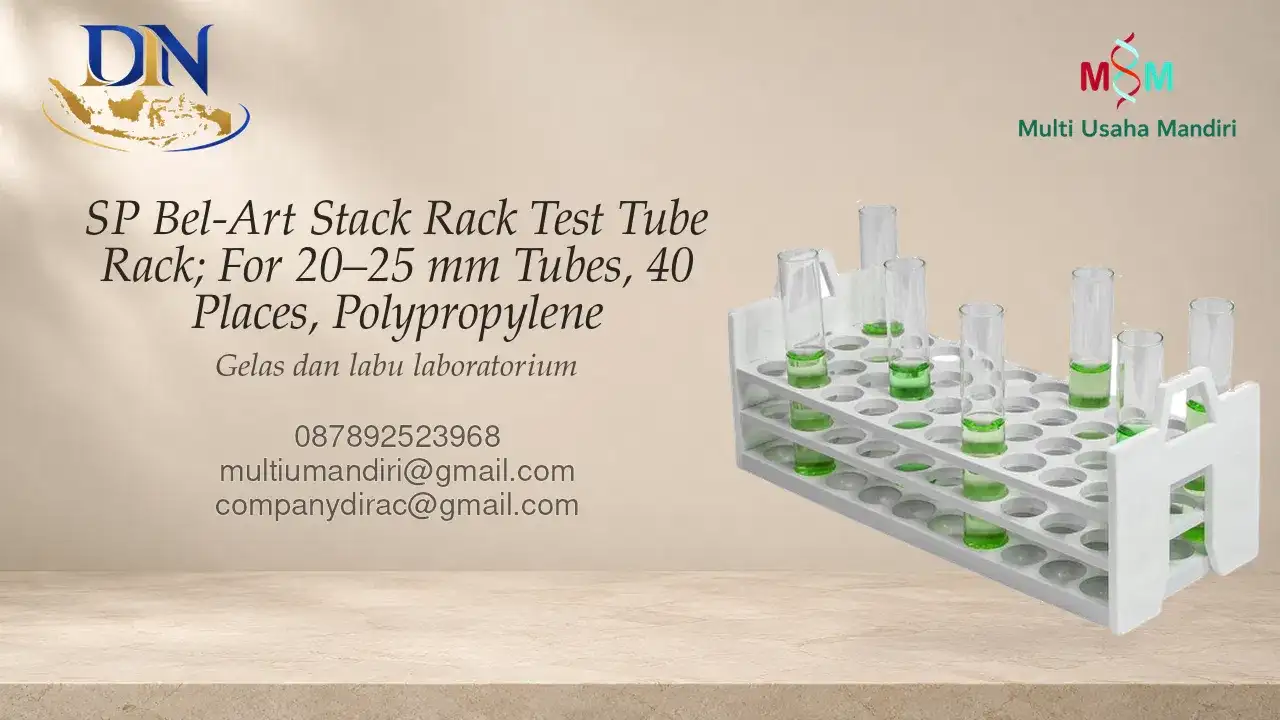 DIN
MSM
Multi Usaha Mandiri
SP Bel-Art Stack Rack Test Tube
Rack; For 20–25 mm Tubes, 40
Places, Polypropylene
Gelas dan labu laboratorium
087892523968
multiumandiri@gmail.com
companydirac@gmail.com